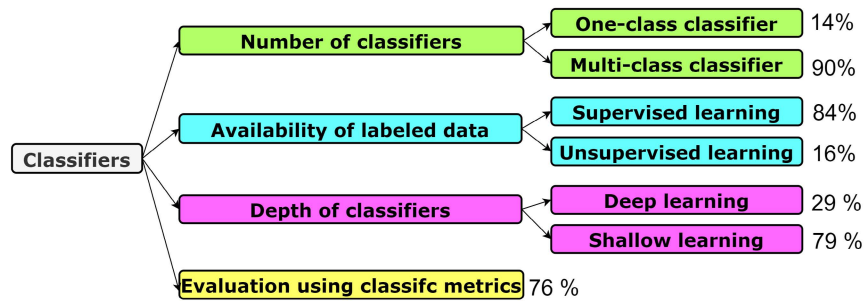 Classifiers
Number of classifiers
One-class classifier 14%
Multi-class classifier 90%
Availability of labeled data
Supervised learning 84%
Unsupervised learning 16%
Depth of classifiers
Deep learning 29 %
Shallow learning 79 %
Evaluation using classifc metrics 76 %